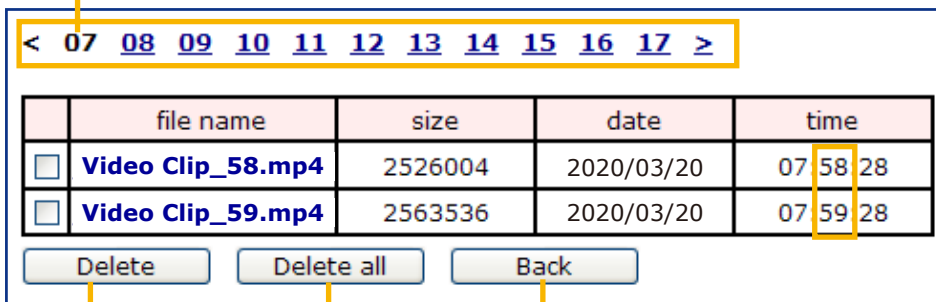 < 07 08 09 10 11 12 13 14 15 16 17 >
file name size date time
Video Clip_58.mp4 2526004 2020/03/20 07:58:28
Video Clip_59.mp4 2563536 2020/03/20 07:59:28
Delete Delete all Back